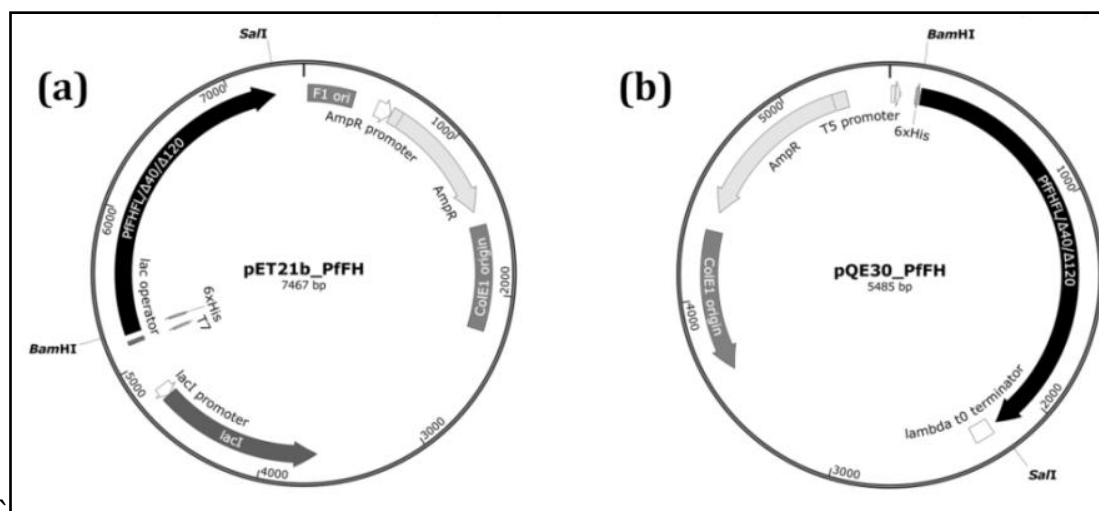 (a)
SalI
7000
F1 ori
AmpR promoter
1000
AmpR
ColE1 origin
2000
6000
PfFHFL/Δ40/Δ120
lac operator
6xHis
T7
BamHI
5000
lacI promoter
lacI
4000
3000
pET21b_PfFH
7467 bp
(b)
BamHI
5000
T5 promoter
6xHis
AmpR
1000
PfFHFL/Δ40/Δ120
pQE30_PfFH
5485 bp
ColE1 origin
4000
lambda t0 terminator
2000
SalI
3000
`